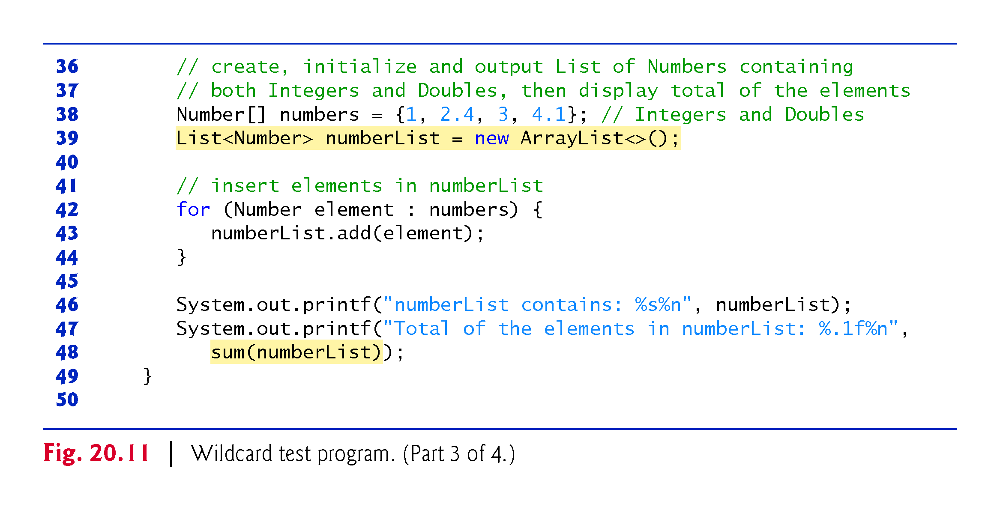 36 // create, initialize and output List of Numbers containing
37 // both Integers and Doubles, then display total of the elements
38 Number[] numbers = {1, 2.4, 3, 4.1}; // Integers and Doubles
39 List<Number> numberList = new ArrayList<>();
40
41 // insert elements in numberList
42 for (Number element : numbers) {
43    numberList.add(element);
44 }
45
46 System.out.printf("numberList contains: %s%n", numberList);
47 System.out.printf("Total of the elements in numberList: %.1f%n",
48    sum(numberList));
49 }
50
Fig. 20.11 | Wildcard test program. (Part 3 of 4.)